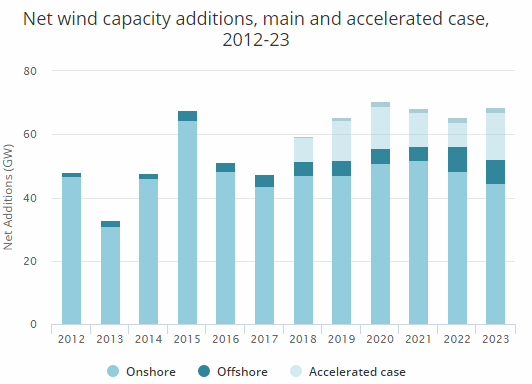 Net wind capacity additions, main and accelerated case,
2012-23
Net Additions (GW)
80
60
40
20
0
2012 2013 2014 2015 2016 2017 2018 2019 2020 2021 2022 2023
Onshore Offshore Accelerated case